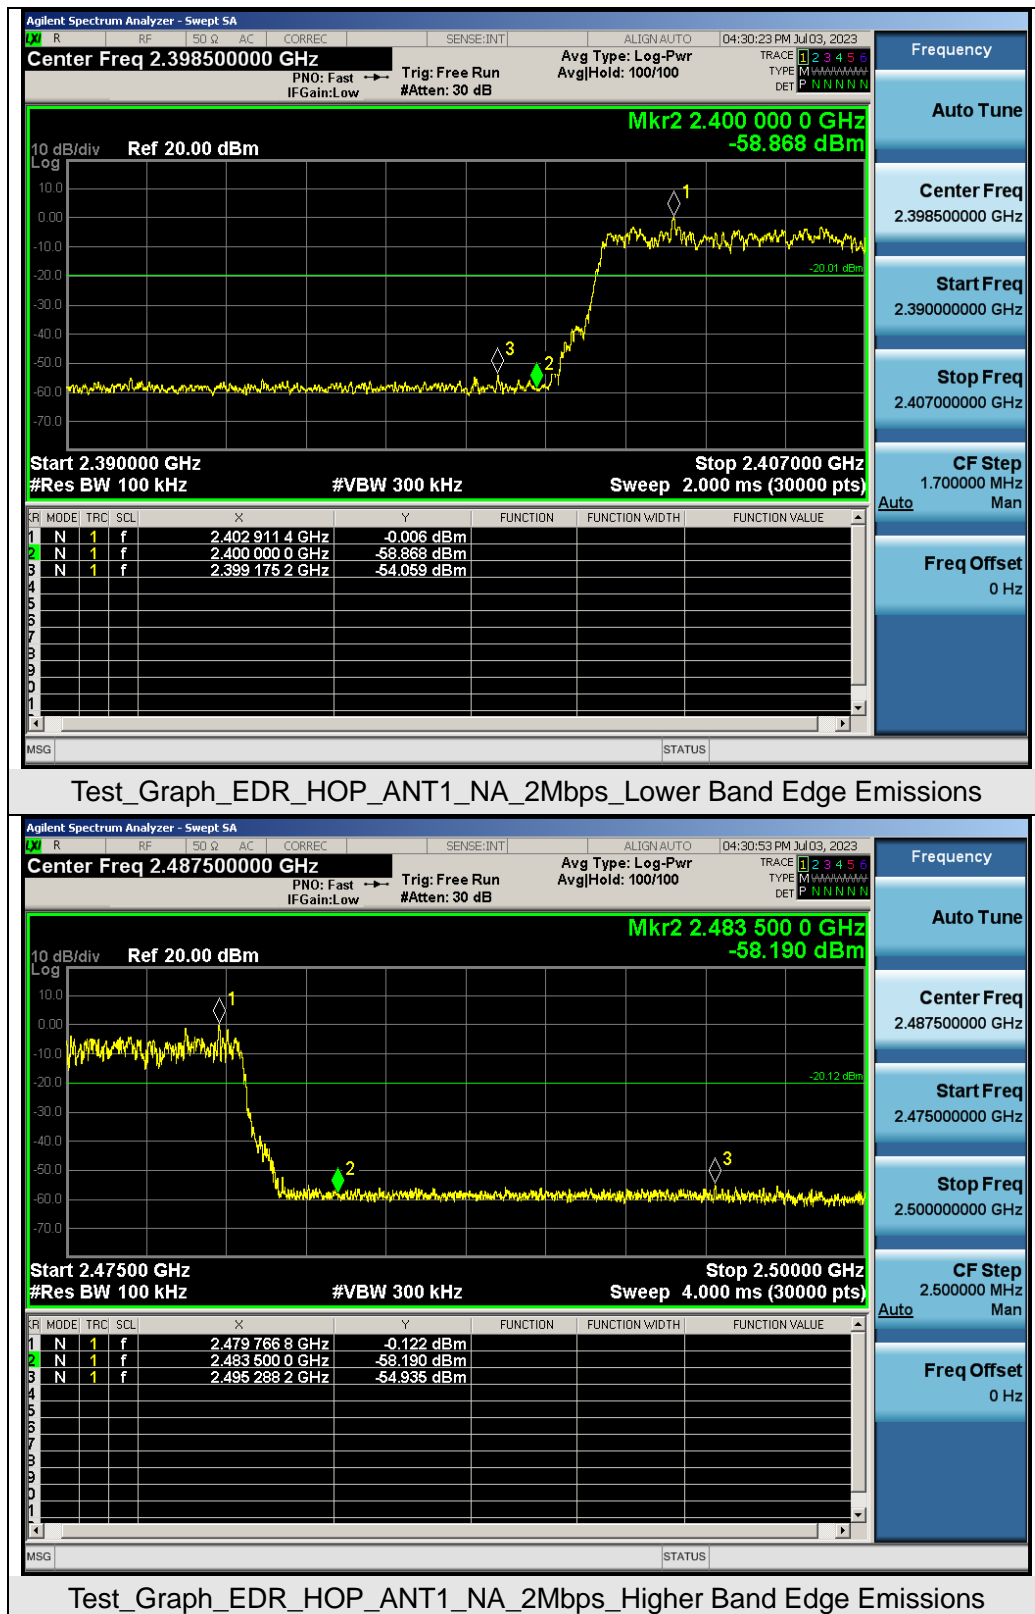 Agilent Spectrum Analyzer - Swept SA
LXI R RF 50 Ω AC CORREC SENSE:INT ALIGN AUTO 04:30:23 PM Jul 03, 2023
Center Freq 2.398500000 GHz
PNO: Fast
IFGain:Low
Trig: Free Run
#Atten: 30 dB
Avg Type: Log-Pwr
Avg|Hold: 100/100
TRACE 1 2 3 4 5 6
TYPE M
DET P N N N N N
Mkr2 2.400 000 0 GHz
-58.868 dBm
10 dB/div
Log
Ref 20.00 dBm
10.0
0.00
-10.0
-20.0
-30.0
-40.0
-50.0
-60.0
-70.0
1
2
3
-20.01 dBm
Start 2.390000 GHz
Stop 2.407000 GHz
#Res BW 100 kHz #VBW 300 kHz Sweep 2.000 ms (30000 pts)
MODE TRC SCL X Y FUNCTION FUNCTION WIDTH FUNCTION VALUE
1 N 1 f 2.402 911 4 GHz -0.006 dBm
2 N 1 f 2.400 000 0 GHz -58.868 dBm
3 N 1 f 2.399 175 2 GHz -54.059 dBm
4
5
6
7
8
9
0
1
MSG STATUS
Frequency
Auto Tune
Center Freq
2.398500000 GHz
Start Freq
2.390000000 GHz
Stop Freq
2.407000000 GHz
CF Step
1.700000 MHz
Auto Man
Freq Offset
0 Hz
Test_Graph_EDR_HOP_ANT1_NA_2Mbps_Lower Band Edge Emissions
Agilent Spectrum Analyzer - Swept SA
LXI R RF 50 Ω AC CORREC SENSE:INT ALIGN AUTO 04:30:53 PM Jul 03, 2023
Center Freq 2.487500000 GHz
PNO: Fast
IFGain:Low
Trig: Free Run
#Atten: 30 dB
Avg Type: Log-Pwr
Avg|Hold: 100/100
TRACE 1 2 3 4 5 6
TYPE M
DET P N N N N N
Mkr2 2.483 500 0 GHz
-58.190 dBm
10 dB/div
Log
Ref 20.00 dBm
10.0
0.00
-10.0
-20.0
-30.0
-40.0
-50.0
-60.0
-70.0
1
2
3
-20.12 dBm
Start 2.47500 GHz
Stop 2.50000 GHz
#Res BW 100 kHz #VBW 300 kHz Sweep 4.000 ms (30000 pts)
MODE TRC SCL X Y FUNCTION FUNCTION WIDTH FUNCTION VALUE
1 N 1 f 2.479 766 8 GHz -0.122 dBm
2 N 1 f 2.483 500 0 GHz -58.190 dBm
3 N 1 f 2.495 288 2 GHz -54.935 dBm
4
5
6
7
8
9
0
1
MSG STATUS
Frequency
Auto Tune
Center Freq
2.487500000 GHz
Start Freq
2.475000000 GHz
Stop Freq
2.500000000 GHz
CF Step
2.500000 MHz
Auto Man
Freq Offset
0 Hz
Test_Graph_EDR_HOP_ANT1_NA_2Mbps_Higher Band Edge Emissions